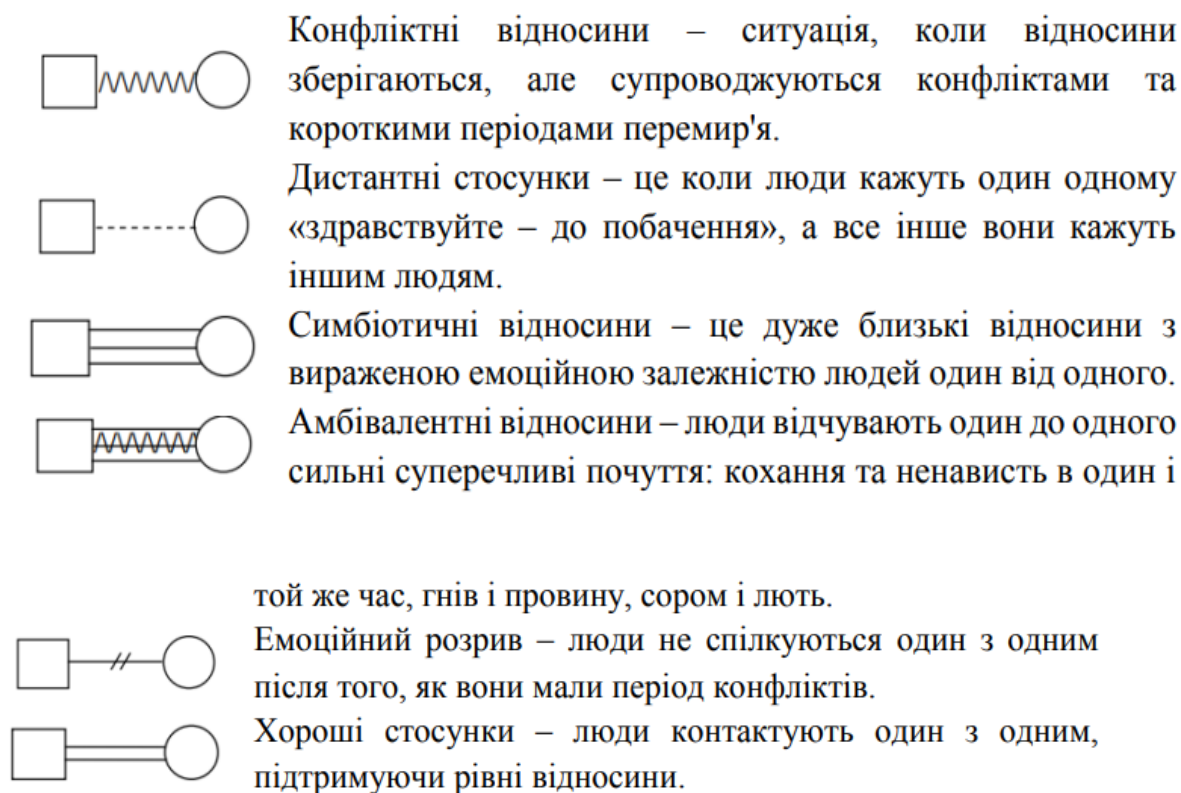 Конфліктні відносини – ситуація, коли відносини
зберігаються, але супроводжуються конфліктами та
короткими періодами перемир'я.
Дистантні стосунки – це коли люди кажуть один одному
«здравствуйте – до побачення», а все інше вони кажуть
іншим людям.
Симбіотичні відносини – це дуже близькі відносини з
вираженою емоційною залежністю людей один від одного.
Амбівалентні відносини – люди відчувають один до одного
сильні суперечливі почуття: кохання та ненависть в один і
той же час, гнів і провину, сором і лють.
Емоційний розрив – люди не спілкуються один з одним
після того, як вони мали період конфліктів.
Хороші стосунки – люди контактують один з одним,
підтримуючи рівні відносини.